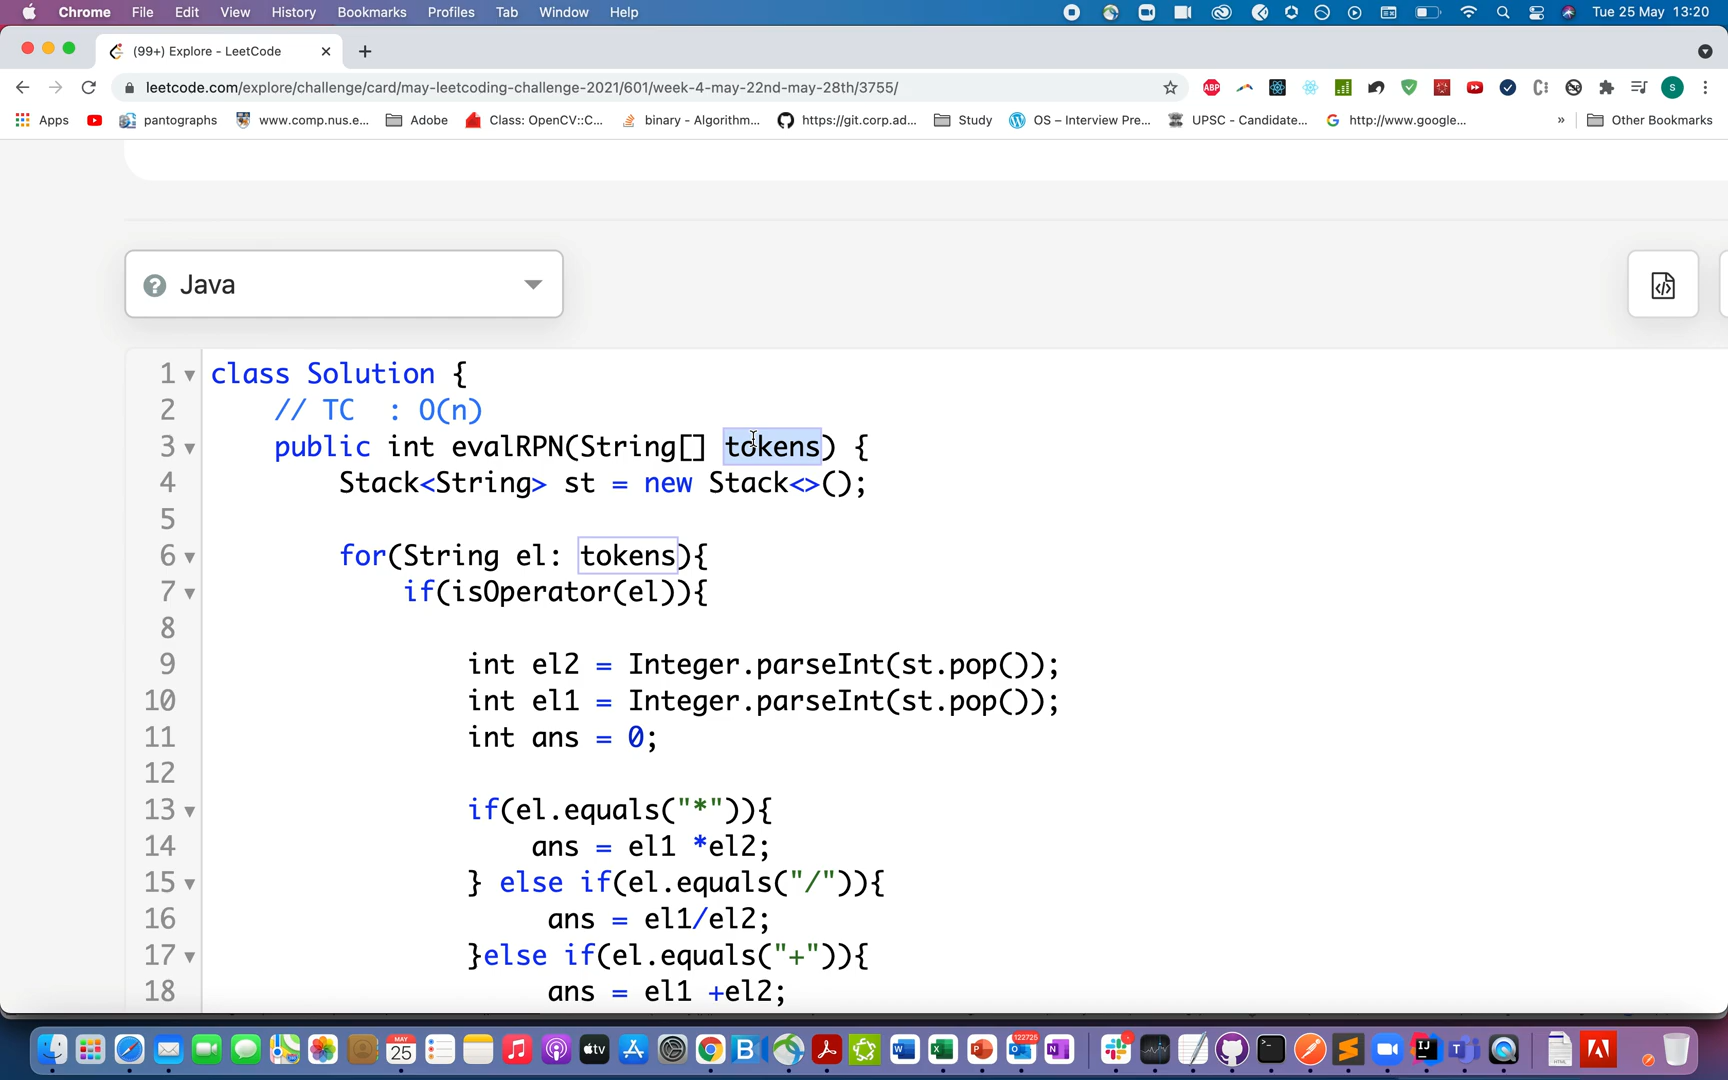 Chrome File Edit View History Bookmarks Profiles Tab Window Help Tue 25 May 13:20
(99+) Explore - LeetCode
leetcode.com/explore/challenge/card/may-leetcoding-challenge-2021/601/week-4-may-22nd-may-28th/3755/
Apps pantographs www.comp.nus.e... Adobe Class: OpenCV::C... binary - Algorithm... https://git.corp.ad... Study OS – Interview Pre... UPSC - Candidate... http://www.google... » Other Bookmarks
Java
1 class Solution {
2 // TC : O(n)
3 public int evalRPN(String[] tokens) {
4 Stack<String> st = new Stack<>();
5
6 for(String el: tokens){
7 if(isOperator(el)){
8
9 int el2 = Integer.parseInt(st.pop());
10 int el1 = Integer.parseInt(st.pop());
11 int ans = 0;
12
13 if(el.equals("*")){
14 ans = el1 *el2;
15 } else if(el.equals("/")){
16 ans = el1/el2;
17 }else if(el.equals("+")){
18 ans = el1 +el2;